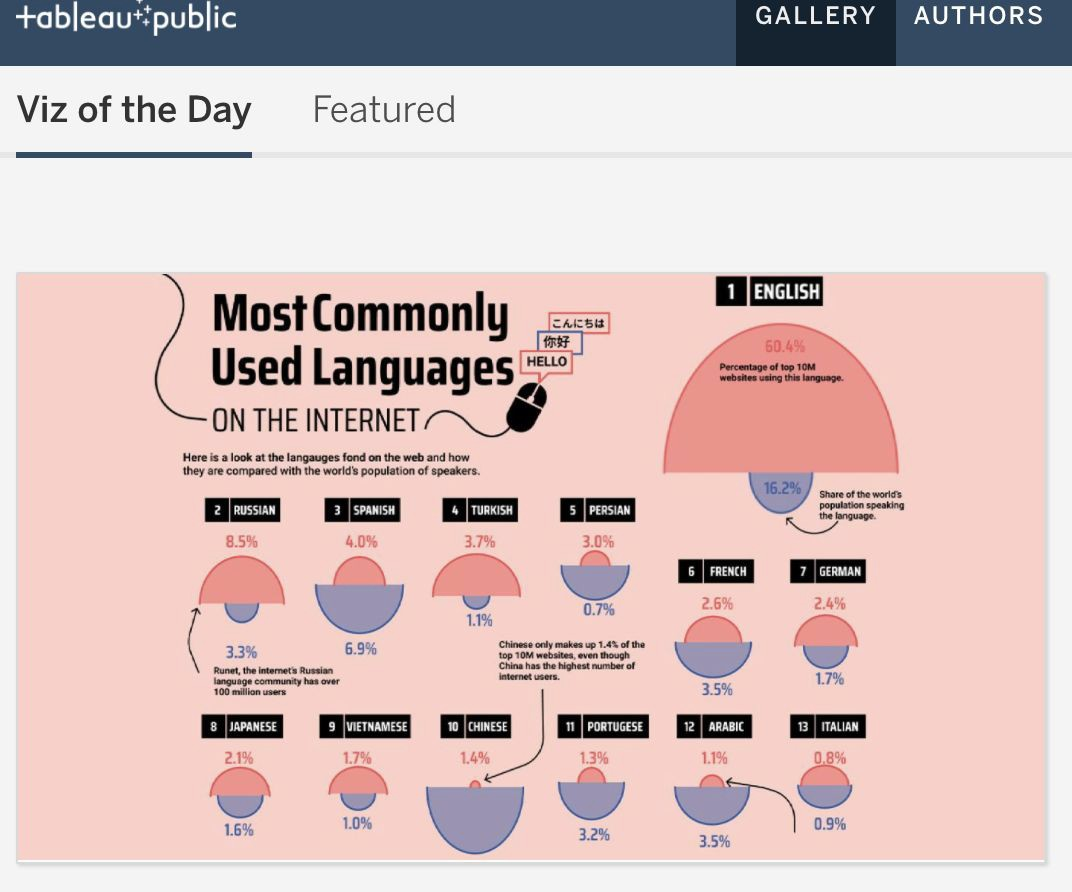 +ableau public
GALLERY
AUTHORS
Viz of the Day
Featured
Most Commonly
Used Languages
ON THE INTERNET
こんにちは
你好
HELLO
Here is a look at the langauges fond on the web and how
they are compared with the world's population of speakers.
1 ENGLISH
60.4%
Percentage of top 10M
websites using this language.
16.2%
Share of the world's
population speaking
the language.
2 RUSSIAN
8.5%
3.3%
Runet, the internet's Russian
language community has over
100 million users
3 SPANISH
4.0%
6.9%
4 TURKISH
3.7%
1.1%
5 PERSIAN
3.0%
0.7%
6 FRENCH
2.6%
3.5%
7 GERMAN
2.4%
1.7%
Chinese only makes up 1.4% of the
top 10M websites, even though
China has the highest number of
internet users.
8 JAPANESE
2.1%
1.6%
9 VIETNAMESE
1.7%
1.0%
10 CHINESE
1.4%
11 PORTUGESE
1.3%
3.2%
12 ARABIC
1.1%
3.5%
13 ITALIAN
0.8%
0.9%